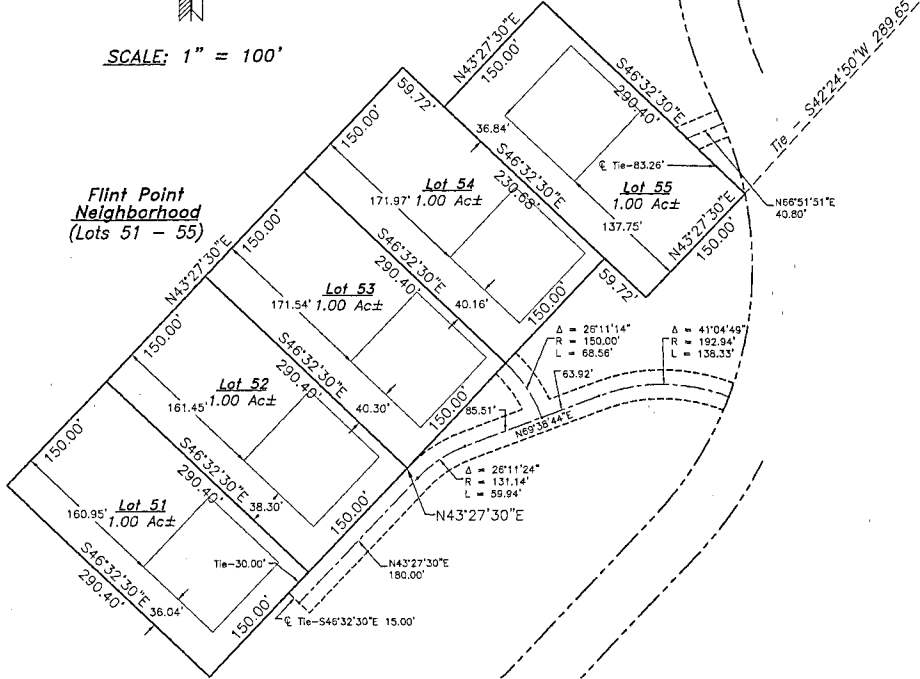 SCALE: 1" = 100'
Flint Point
Neighborhood
(Lots 51 - 55)
N43°27'30"E
150.00'
S46°32'30"E
290.40'
Tie - S42°24'50"W 289.65
59.72'
150.00'
36.84'
S46°32'30"E
230.68'
℄ Tie-83.26'
Lot 55
1.00 Ac±
137.75'
N66°51'51"E
40.80'
N43°27'30"E
150.00'
Lot 54
171.97' 1.00 Ac±
40.16'
150.00'
59.72'
N43°27'30"E
150.00'
S46°32'30"E
290.40'
Lot 53
171.54' 1.00 Ac±
40.30'
150.00'
Δ = 26°11'14"
R = 150.00'
L = 68.56'
Δ = 41°04'49"
R = 192.94'
L = 138.33'
63.92'
85.51'
N69°38'44"E
150.00'
S46°32'30"E
290.40'
Lot 52
161.45' 1.00 Ac±
38.30'
150.00'
Δ = 26°11'24"
R = 131.14'
L = 59.94'
N43°27'30"E
150.00'
S46°32'30"E
290.40'
Lot 51
160.95' 1.00 Ac±
Tie-30.00'
N43°27'30"E
180.00'
S46°32'30"E
290.40'
36.04'
150.00'
℄ Tie-S46°32'30"E 15.00'